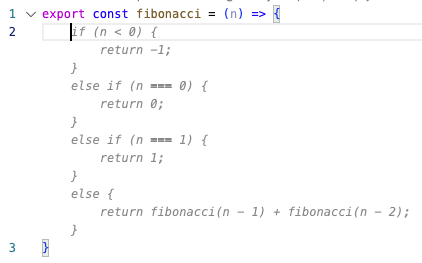 1 export const fibonacci = (n) => {
2 if (n < 0) {
return -1;
}
else if (n === 0) {
return 0;
}
else if (n === 1) {
return 1;
}
else {
return fibonacci(n - 1) + fibonacci(n - 2);
}
3 }